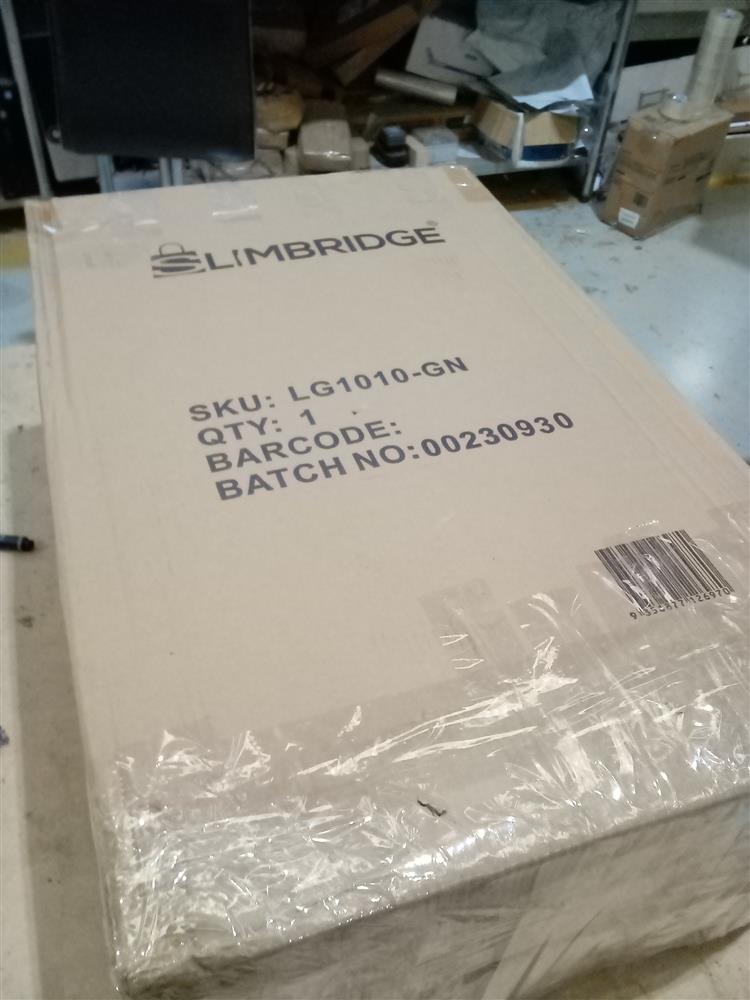 SLIMBRIDGE®
SKU: LG1010-GN
QTY: 1
BARCODE:
BATCH NO:00230930